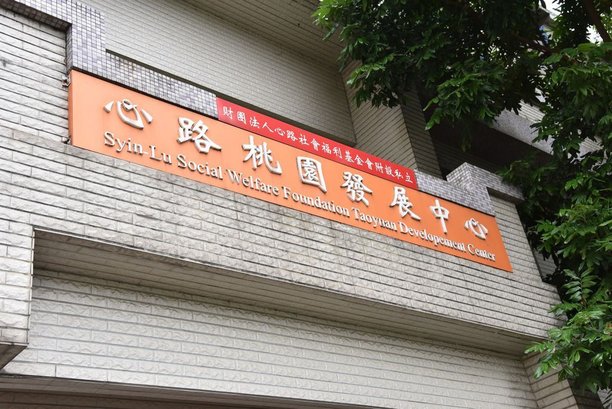 財團法人心路社會福利基金會附設私立
心路桃園發展中心
Syin-Lu Social Welfare Foundation Taoyuan Developement Center